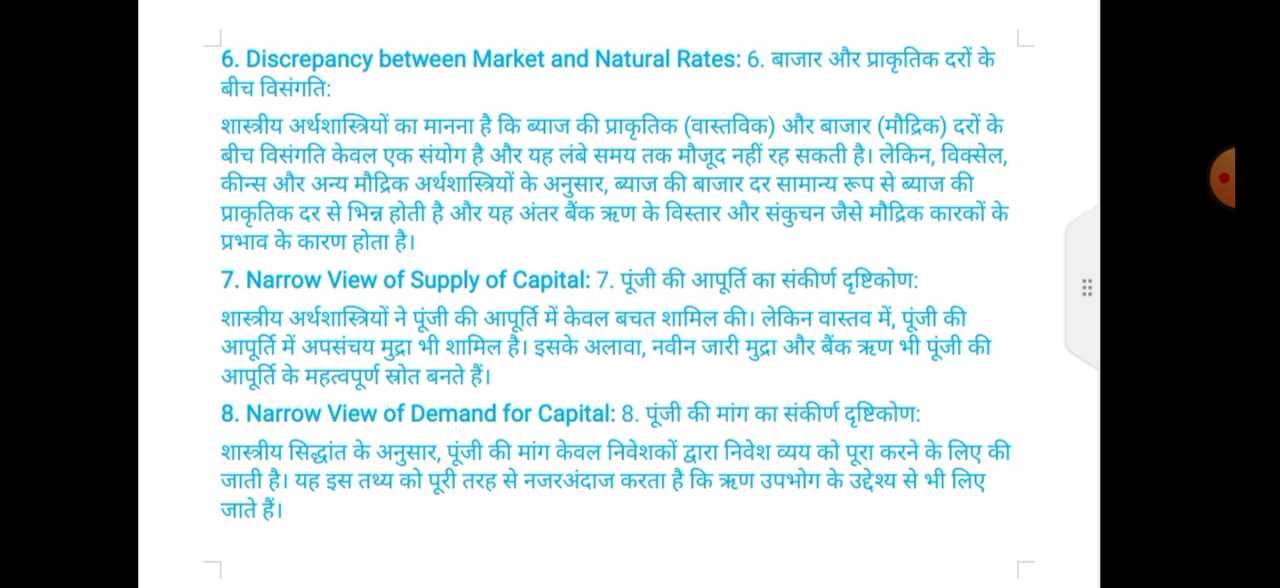 6. Discrepancy between Market and Natural Rates: 6. बाजार और प्राकृतिक दरों के
बीच विसंगति:
शास्त्रीय अर्थशास्त्रियों का मानना है कि ब्याज की प्राकृतिक (वास्तविक) और बाजार (मौद्रिक) दरों के
बीच विसंगति केवल एक संयोग है और यह लंबे समय तक मौजूद नहीं रह सकती है। लेकिन, विक्सेल,
कीन्स और अन्य मौद्रिक अर्थशास्त्रियों के अनुसार, ब्याज की बाजार दर सामान्य रूप से ब्याज की
प्राकृतिक दर से भिन्न होती है और यह अंतर बैंक ऋण के विस्तार और संकुचन जैसे मौद्रिक कारकों के
प्रभाव के कारण होता है।
7. Narrow View of Supply of Capital: 7. पूंजी की आपूर्ति का संकीर्ण दृष्टिकोण:
शास्त्रीय अर्थशास्त्रियों ने पूंजी की आपूर्ति में केवल बचत शामिल की। लेकिन वास्तव में, पूंजी की
आपूर्ति में अपसंचय मुद्रा भी शामिल है। इसके अलावा, नवीन जारी मुद्रा और बैंक ऋण भी पूंजी की
आपूर्ति के महत्वपूर्ण स्रोत बनते हैं।
8. Narrow View of Demand for Capital: 8. पूंजी की मांग का संकीर्ण दृष्टिकोण:
शास्त्रीय सिद्धांत के अनुसार, पूंजी की मांग केवल निवेशकों द्वारा निवेश व्यय को पूरा करने के लिए की
जाती है। यह इस तथ्य को पूरी तरह से नजरअंदाज करता है कि ऋण उपभोग के उद्देश्य से भी लिए
जाते हैं।